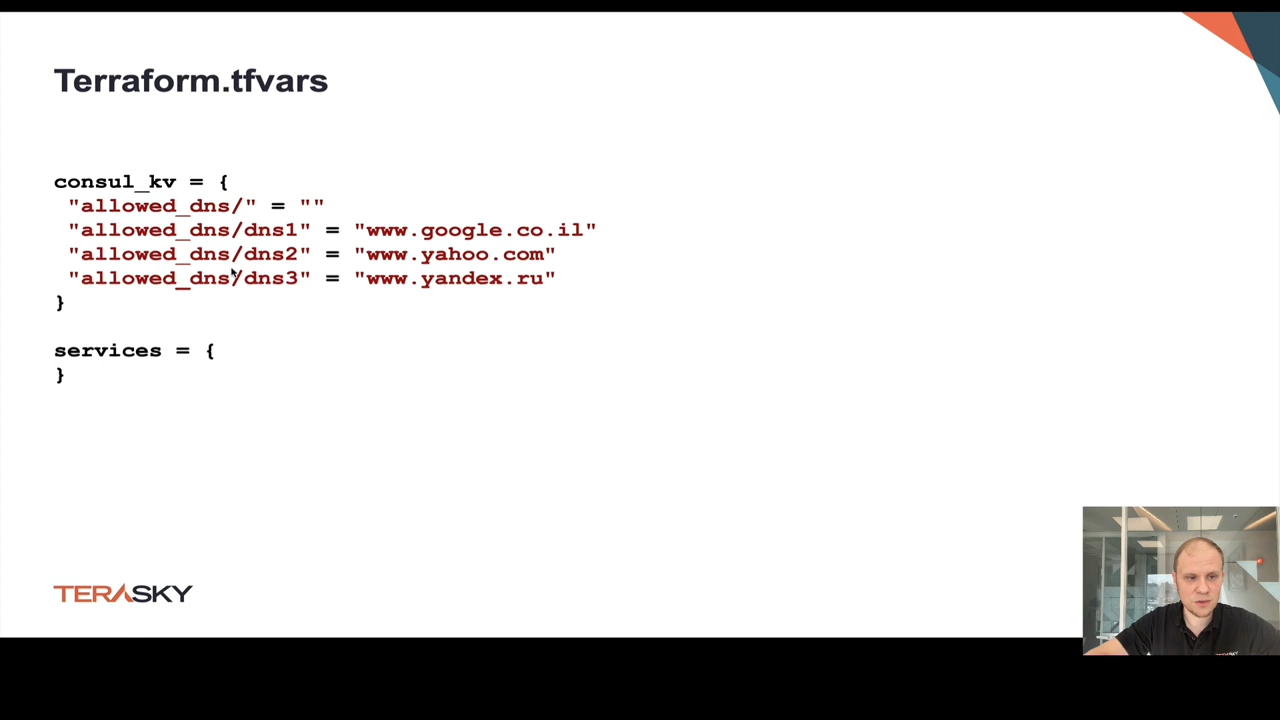 Terraform.tfvars
consul_kv = {
"allowed_dns/" = ""
"allowed_dns/dns1" = "www.google.co.il"
"allowed_dns/dns2" = "www.yahoo.com"
"allowed_dns/dns3" = "www.yandex.ru"
}
services = {
}
TERASKY